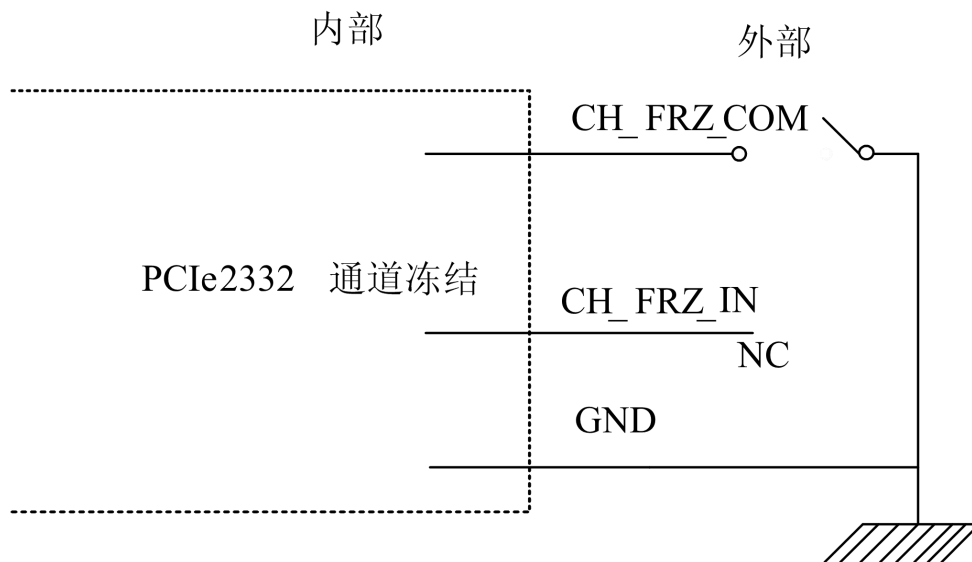 内部
外部
CH_FRZ_COM
PCIe2332 通道冻结
CH_FRZ_IN
NC
GND